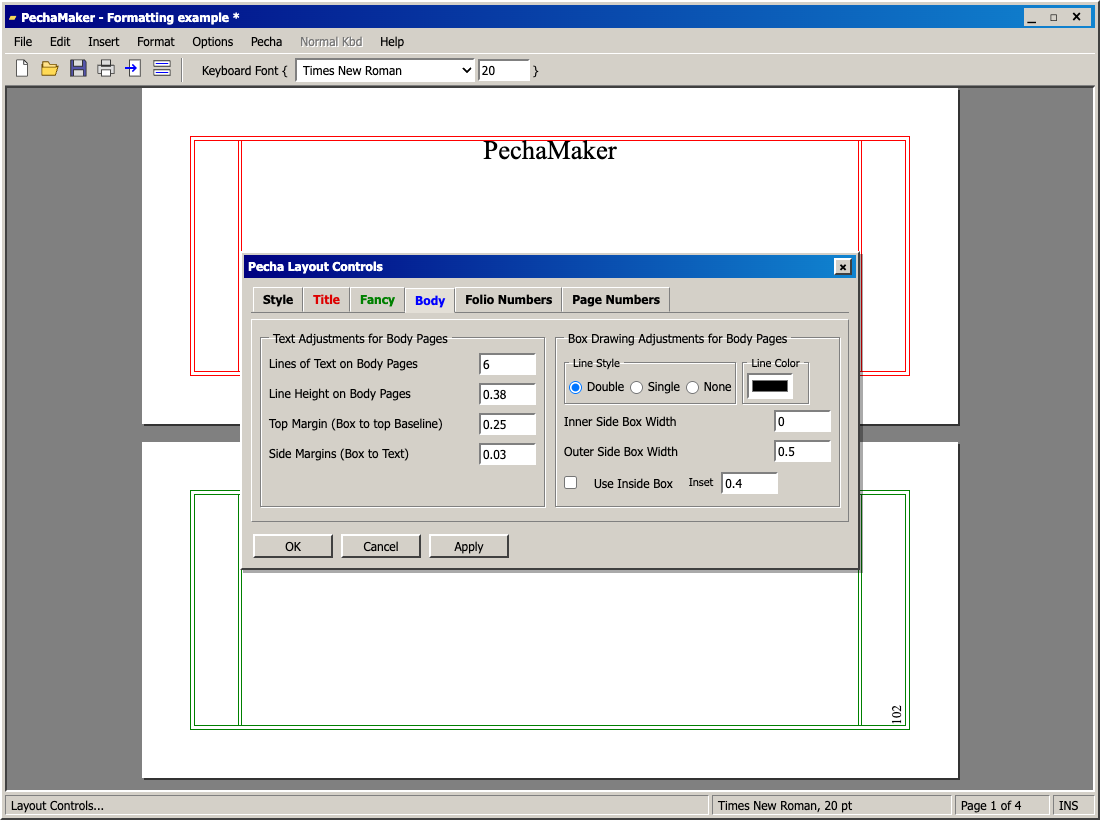 PechaMaker - Formatting example *
File Edit Insert Format Options Pecha Normal Kbd Help
Keyboard Font { Times New Roman 20 }
PechaMaker
Pecha Layout Controls
Style Title Fancy Body Folio Numbers Page Numbers
Text Adjustments for Body Pages
Lines of Text on Body Pages 6
Line Height on Body Pages 0.38
Top Margin (Box to top Baseline) 0.25
Side Margins (Box to Text) 0.03
Box Drawing Adjustments for Body Pages
Line Style
Double Single None
Line Color
Inner Side Box Width 0
Outer Side Box Width 0.5
Use Inside Box Inset 0.4
OK Cancel Apply
102
Layout Controls... Times New Roman, 20 pt Page 1 of 4 INS